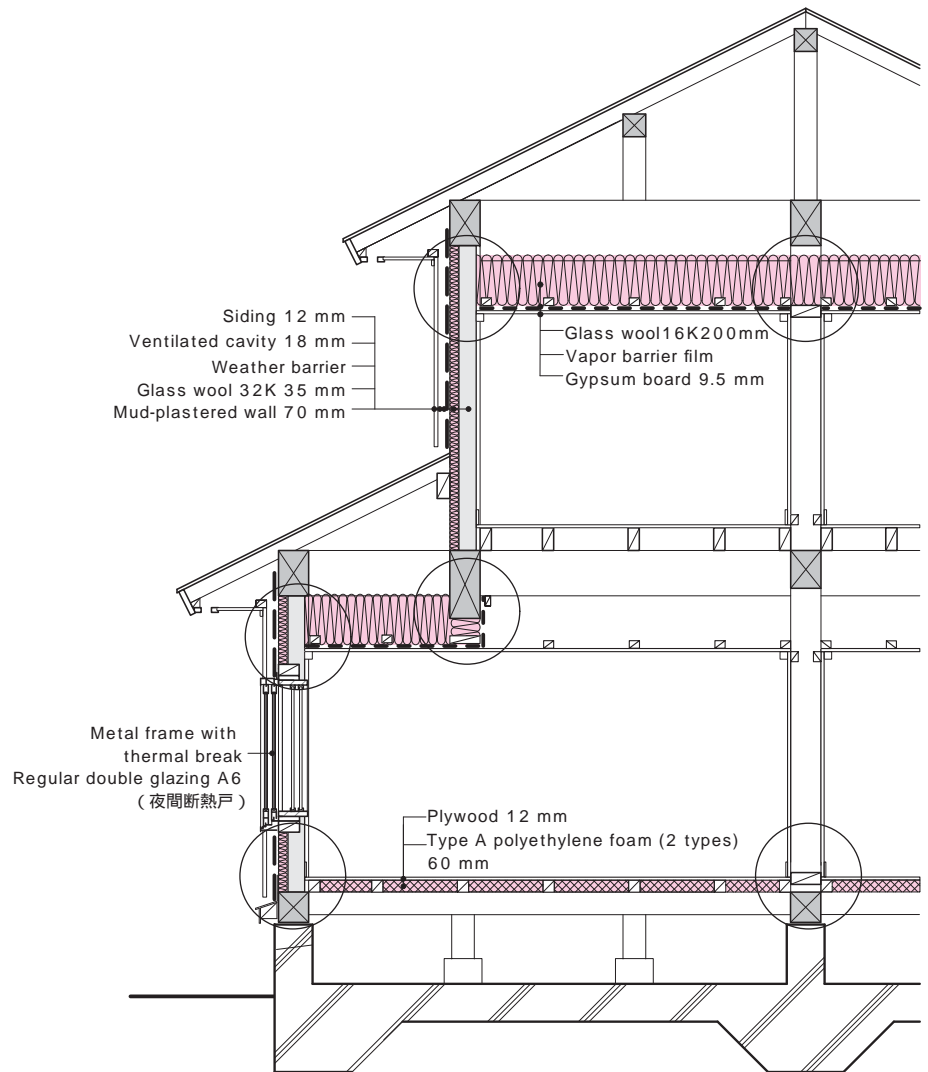 Siding 12 mm
Ventilated cavity 18 mm
Weather barrier
Glass wool 32K 35 mm
Mud-plastered wall 70 mm
Glass wool16K200mm
Vapor barrier film
Gypsum board 9.5 mm
Metal frame with
thermal break
Regular double glazing A6
（夜間断熱戸）
Plywood 12 mm
Type A polyethylene foam (2 types)
60 mm